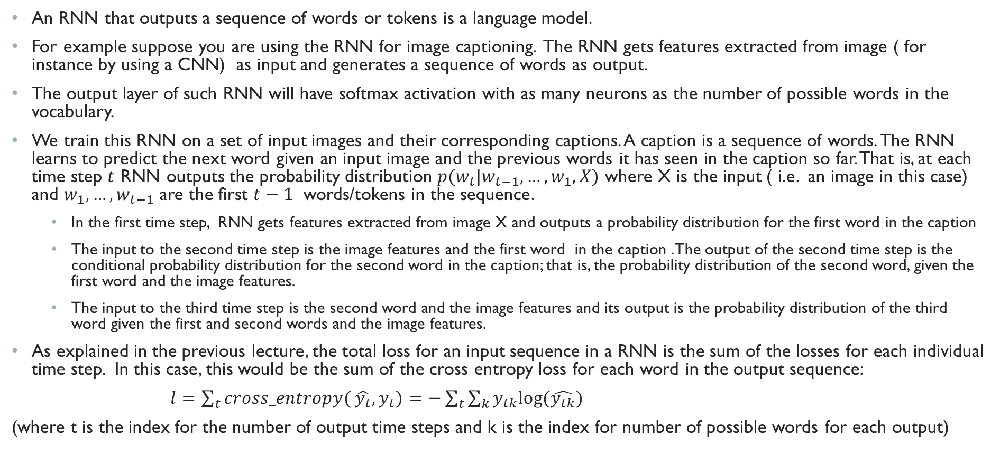 • An RNN that outputs a sequence of words or tokens is a language model.
• For example suppose you are using the RNN for image captioning. The RNN gets features extracted from image ( for
instance by using a CNN) as input and generates a sequence of words as output.
• The output layer of such RNN will have softmax activation with as many neurons as the number of possible words in the
vocabulary.
• We train this RNN on a set of input images and their corresponding captions. A caption is a sequence of words. The RNN
learns to predict the next word given an input image and the previous words it has seen in the caption so far. That is, at each
time step t RNN outputs the probability distribution p(w_t|w_{t−1}, … , w_1, X) where X is the input ( i.e. an image in this case)
and w_1, … , w_{t−1} are the first t − 1 words/tokens in the sequence.
• In the first time step, RNN gets features extracted from image X and outputs a probability distribution for the first word in the caption
• The input to the second time step is the image features and the first word in the caption .The output of the second time step is the
conditional probability distribution for the second word in the caption; that is, the probability distribution of the second word, given the
first word and the image features.
• The input to the third time step is the second word and the image features and its output is the probability distribution of the third
word given the first and second words and the image features.
• As explained in the previous lecture, the total loss for an input sequence in a RNN is the sum of the losses for each individual
time step. In this case, this would be the sum of the cross entropy loss for each word in the output sequence:
l = ∑_t cross_entropy( ŷ_t, y_t) = − ∑_t ∑_k y_{tk} log(ŷ_{tk})
(where t is the index for the number of output time steps and k is the index for number of possible words for each output)